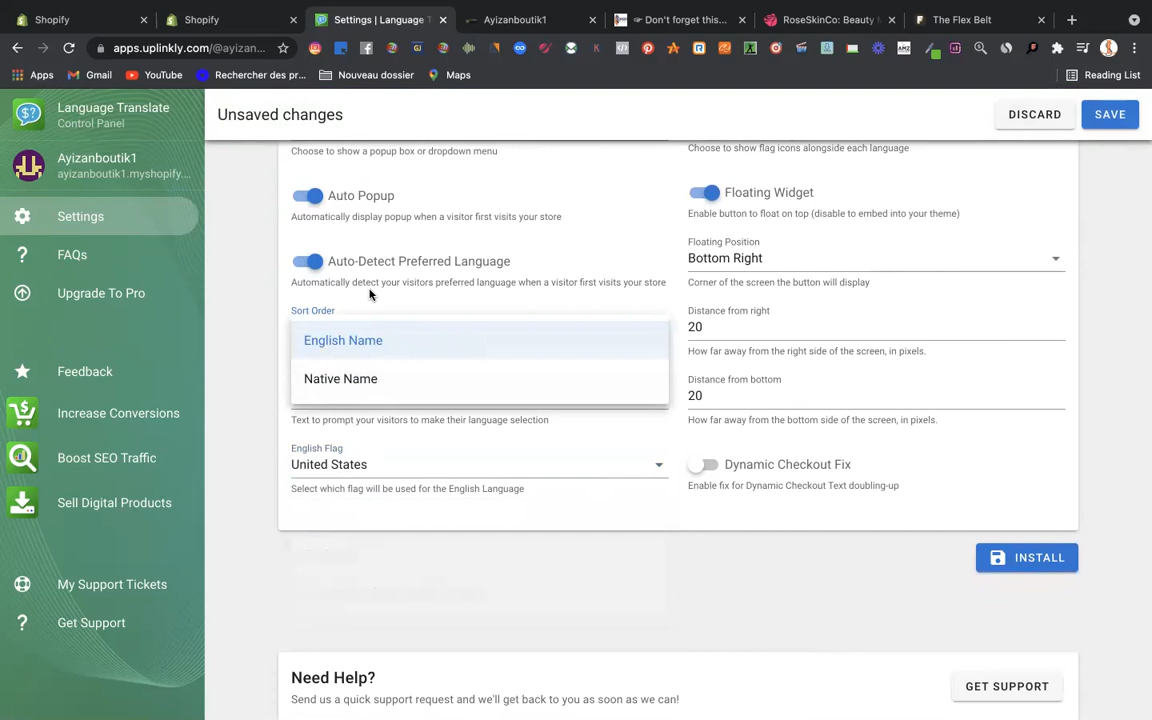 Shopify
Shopify
Settings | Language T
Ayizanboutik1
Don't forget this...
RoseSkinCo: Beauty M
The Flex Belt
apps.uplinkly.com/@ayizan...
Apps
Gmail
YouTube
Rechercher des pr...
Nouveau dossier
Maps
Reading List
Language Translate
Control Panel
Ayizanboutik1
ayizanboutik1.myshopify....
Settings
FAQs
Upgrade To Pro
Feedback
Increase Conversions
Boost SEO Traffic
Sell Digital Products
My Support Tickets
Get Support
Unsaved changes
DISCARD
SAVE
Choose to show a popup box or dropdown menu
Choose to show flag icons alongside each language
Auto Popup
Automatically display popup when a visitor first visits your store
Floating Widget
Enable button to float on top (disable to embed into your theme)
Auto-Detect Preferred Language
Automatically detect your visitors preferred language when a visitor first visits your store
Floating Position
Bottom Right
Corner of the screen the button will display
Sort Order
English Name
Native Name
Distance from right
20
How far away from the right side of the screen, in pixels.
Text to prompt your visitors to make their language selection
Distance from bottom
20
How far away from the bottom side of the screen, in pixels.
English Flag
United States
Select which flag will be used for the English Language
Dynamic Checkout Fix
Enable fix for Dynamic Checkout Text doubling-up
INSTALL
Need Help?
Send us a quick support request and we'll get back to you as soon as we can!
GET SUPPORT